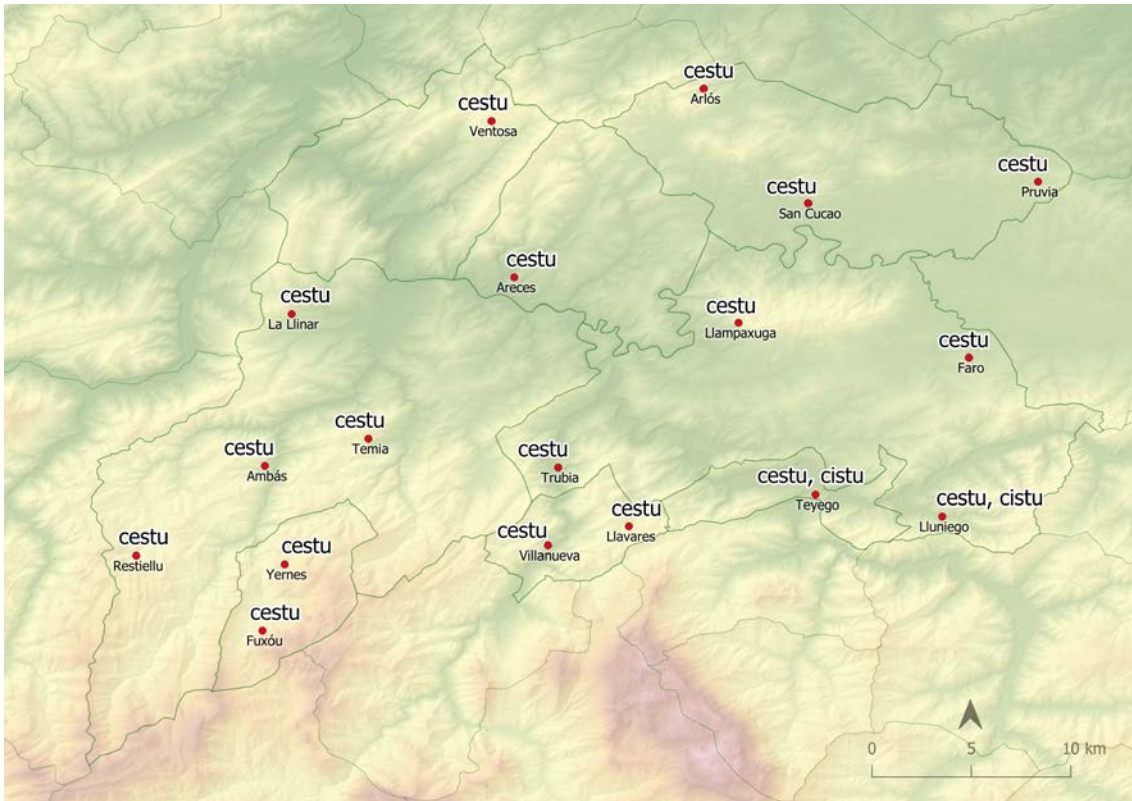 cestu
Arlós
cestu
Ventosa
cestu
Pruvia
cestu
San Cucao
cestu
Areces
cestu
La Llinar
cestu
Llampaxuga
cestu
Faro
cestu
Temia
cestu
Ambás
cestu
Trubia
cestu, cistu
Teyego
cestu, cistu
Lluniego
cestu
Llavares
cestu
Villanueva
cestu
Restiellu
cestu
Yernes
cestu
Fuxóu
0 5 10 km